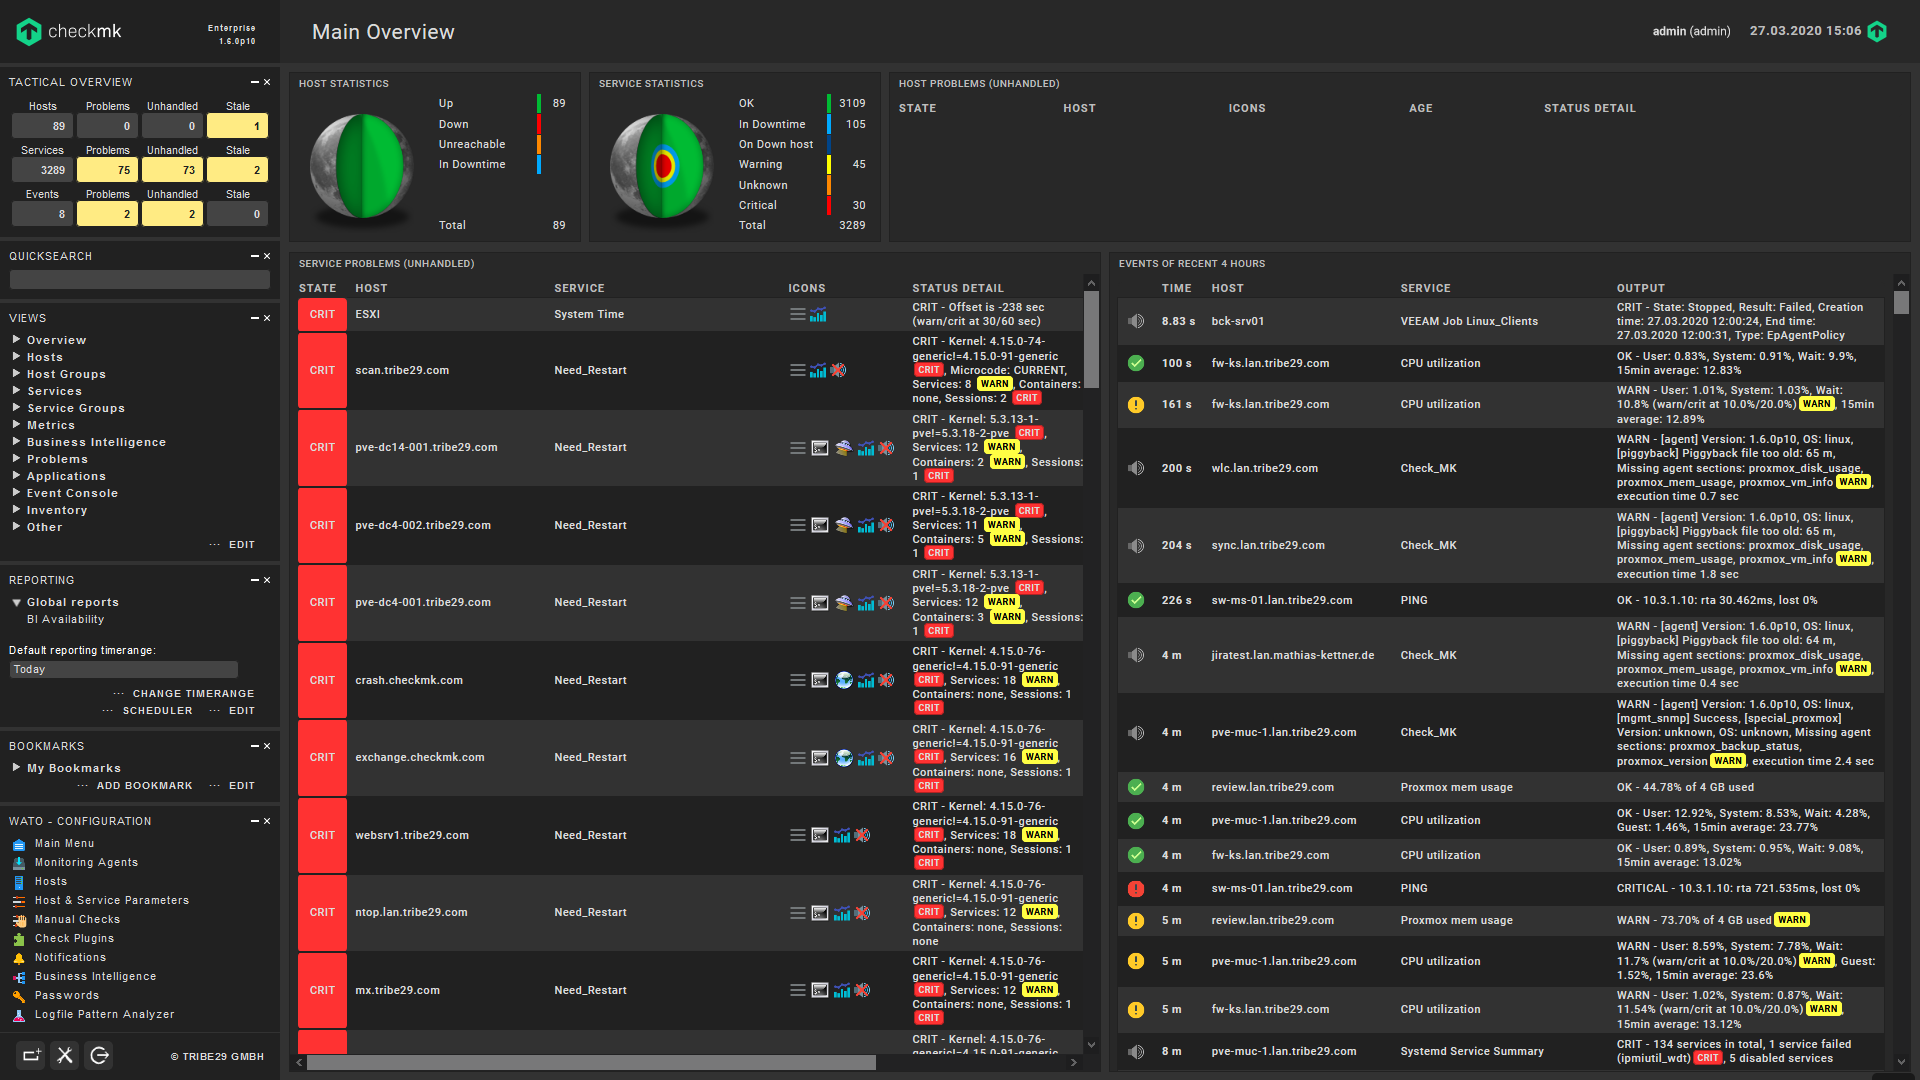 checkmk
Enterprise
1.6.0p10
Main Overview
admin (admin)
27.03.2020 15:06
TACTICAL OVERVIEW
Hosts Problems Unhandled Stale
89 0 0 1
Services Problems Unhandled Stale
3289 75 73 2
Events Problems Unhandled Stale
8 2 2 0
QUICKSEARCH
VIEWS
Overview
Hosts
Host Groups
Services
Service Groups
Metrics
Business Intelligence
Problems
Applications
Event Console
Inventory
Other
EDIT
REPORTING
Global reports
BI Availability
Default reporting timerange:
Today
CHANGE TIMERANGE
SCHEDULER EDIT
BOOKMARKS
My Bookmarks
ADD BOOKMARK EDIT
WATO - CONFIGURATION
Main Menu
Monitoring Agents
Hosts
Host & Service Parameters
Manual Checks
Check Plugins
Notifications
Business Intelligence
Passwords
Logfile Pattern Analyzer
© TRIBE29 GMBH
HOST STATISTICS
Up 89
Down
Unreachable
In Downtime
Total 89
SERVICE STATISTICS
OK 3109
In Downtime 105
On Down host
Warning 45
Unknown
Critical 30
Total 3289
HOST PROBLEMS (UNHANDLED)
STATE HOST ICONS AGE STATUS DETAIL
SERVICE PROBLEMS (UNHANDLED)
STATE HOST SERVICE ICONS STATUS DETAIL
CRIT ESXI System Time CRIT - Offset is -238 sec
(warn/crit at 30/60 sec)
CRIT scan.tribe29.com Need_Restart CRIT - Kernel: 4.15.0-74-
generic!=4.15.0-91-generic
CRIT, Microcode: CURRENT,
Services: 8 WARN, Containers:
none, Sessions: 2 CRIT
CRIT pve-dc14-001.tribe29.com Need_Restart CRIT - Kernel: 5.3.13-1-
pve!=5.3.18-2-pve CRIT,
Services: 12 WARN,
Containers: 2 WARN, Sessions:
1 CRIT
CRIT pve-dc4-002.tribe29.com Need_Restart CRIT - Kernel: 5.3.13-1-
pve!=5.3.18-2-pve CRIT,
Services: 11 WARN,
Containers: 5 WARN, Sessions:
1 CRIT
CRIT pve-dc4-001.tribe29.com Need_Restart CRIT - Kernel: 5.3.13-1-
pve!=5.3.18-2-pve CRIT,
Services: 12 WARN,
Containers: 3 WARN, Sessions:
1 CRIT
CRIT crash.checkmk.com Need_Restart CRIT - Kernel: 4.15.0-76-
generic!=4.15.0-91-generic
CRIT, Services: 18 WARN,
Containers: none, Sessions: 1
CRIT
CRIT exchange.checkmk.com Need_Restart CRIT - Kernel: 4.15.0-76-
generic!=4.15.0-91-generic
CRIT, Services: 16 WARN,
Containers: none, Sessions: 1
CRIT
CRIT websrv1.tribe29.com Need_Restart CRIT - Kernel: 4.15.0-76-
generic!=4.15.0-91-generic
CRIT, Services: 18 WARN,
Containers: none, Sessions: 1
CRIT
CRIT ntop.lan.tribe29.com Need_Restart CRIT - Kernel: 4.15.0-76-
generic!=4.15.0-91-generic
CRIT, Services: 12 WARN,
Containers: none, Sessions:
none
CRIT mx.tribe29.com Need_Restart CRIT - Kernel: 4.15.0-76-
generic!=4.15.0-91-generic
CRIT, Services: 12 WARN,
Containers: none, Sessions: 1
CRIT
CRIT - Kernel: 4.15.0-76-
generic!=4.15.0-91-generic
EVENTS OF RECENT 4 HOURS
TIME HOST SERVICE OUTPUT
8.83 s bck-srv01 VEEAM Job Linux_Clients CRIT - State: Stopped, Result: Failed, Creation
time: 27.03.2020 12:00:24, End time:
27.03.2020 12:00:31, Type: EpAgentPolicy
100 s fw-ks.lan.tribe29.com CPU utilization OK - User: 0.83%, System: 0.91%, Wait: 9.9%,
15min average: 12.83%
161 s fw-ks.lan.tribe29.com CPU utilization WARN - User: 1.01%, System: 1.03%, Wait:
10.8% (warn/crit at 10.0%/20.0%) WARN, 15min
average: 12.89%
200 s wlc.lan.tribe29.com Check_MK WARN - [agent] Version: 1.6.0p10, OS: linux,
[piggyback] Piggyback file too old: 65 m,
Missing agent sections: proxmox_disk_usage,
proxmox_mem_usage, proxmox_vm_info WARN,
execution time 0.7 sec
204 s sync.lan.tribe29.com Check_MK WARN - [agent] Version: 1.6.0p10, OS: linux,
[piggyback] Piggyback file too old: 65 m,
Missing agent sections: proxmox_disk_usage,
proxmox_mem_usage, proxmox_vm_info WARN,
execution time 1.8 sec
226 s sw-ms-01.lan.tribe29.com PING OK - 10.3.1.10: rta 30.462ms, lost 0%
4 m jiratest.lan.mathias-kettner.de Check_MK WARN - [agent] Version: 1.6.0p10, OS: linux,
[piggyback] Piggyback file too old: 64 m,
Missing agent sections: proxmox_disk_usage,
proxmox_mem_usage, proxmox_vm_info WARN,
execution time 0.4 sec
4 m pve-muc-1.lan.tribe29.com Check_MK WARN - [agent] Version: 1.6.0p10, OS: linux,
[mgmt_snmp] Success, [special_proxmox]
Version: unknown, OS: unknown, Missing agent
sections: proxmox_backup_status,
proxmox_version WARN, execution time 2.4 sec
4 m review.lan.tribe29.com Proxmox mem usage OK - 44.78% of 4 GB used
4 m pve-muc-1.lan.tribe29.com CPU utilization OK - User: 12.92%, System: 8.53%, Wait: 4.28%,
Guest: 1.46%, 15min average: 23.77%
4 m fw-ks.lan.tribe29.com CPU utilization OK - User: 0.89%, System: 0.95%, Wait: 9.08%,
15min average: 13.02%
4 m sw-ms-01.lan.tribe29.com PING CRITICAL - 10.3.1.10: rta 721.535ms, lost 0%
5 m review.lan.tribe29.com Proxmox mem usage WARN - 73.70% of 4 GB used WARN
5 m pve-muc-1.lan.tribe29.com CPU utilization WARN - User: 8.59%, System: 7.78%, Wait:
11.7% (warn/crit at 10.0%/20.0%) WARN, Guest:
1.52%, 15min average: 23.6%
5 m fw-ks.lan.tribe29.com CPU utilization WARN - User: 1.02%, System: 0.87%, Wait:
11.54% (warn/crit at 10.0%/20.0%) WARN,
15min average: 13.12%
8 m pve-muc-1.lan.tribe29.com Systemd Service Summary CRIT - 134 services in total, 1 service failed
(ipmiutil_wdt) CRIT, 5 disabled services